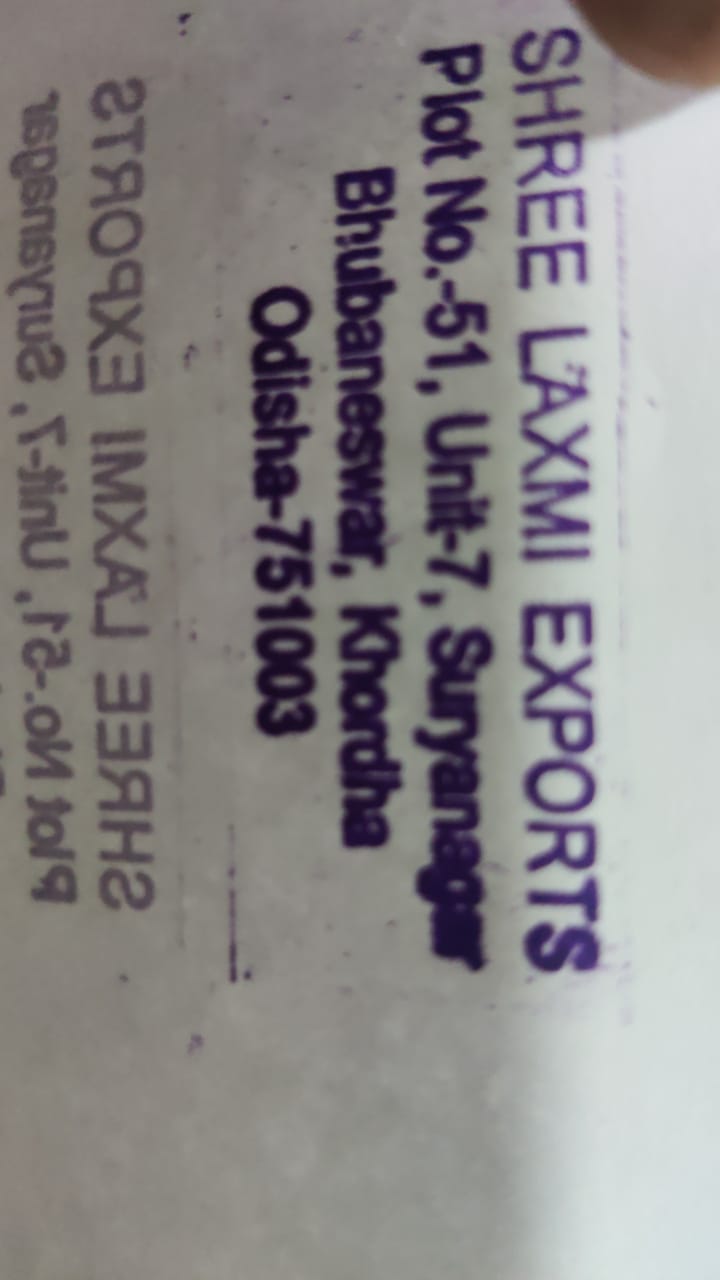 SHREE LAXMI EXPORTS
Plot No.-51, Unit-7, Suryanagar
Bhubaneswar, Khordha
Odisha-751003
SHREE LAXMI EXPORTS
Plot No.-51, Unit-7, Suryanagar